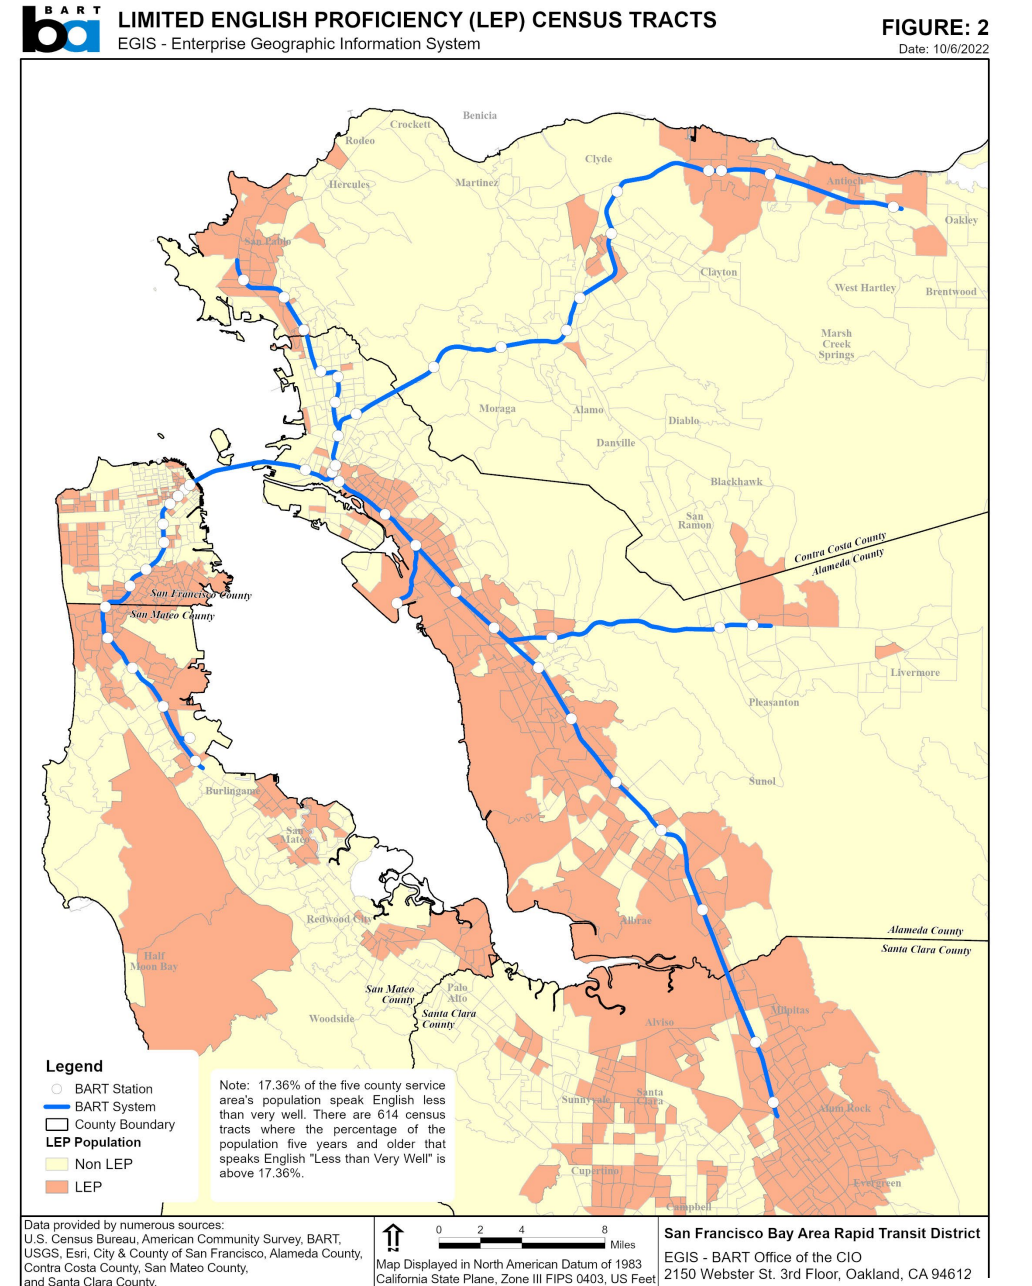 BART
ba
LIMITED ENGLISH PROFICIENCY (LEP) CENSUS TRACTS
EGIS - Enterprise Geographic Information System
FIGURE: 2
Date: 10/6/2022
Benicia
Crockett
Rodeo
Clyde
Hercules
Martinez
Antioch
Oakley
San Pablo
Clayton
West Hartley
Brentwood
Marsh
Creek
Springs
Moraga
Alamo
Diablo
Danville
Blackhawk
San
Ramon
Contra Costa County
Alameda County
San Francisco County
San Mateo County
Livermore
Pleasanton
Sunol
Burlingame
San
Mateo
Redwood City
Albrae
Alameda County
Santa Clara County
Half
Moon Bay
San Mateo
County
Palo
Alto
Santa Clara
County
Woodside
Milpitas
Alviso
Sunnyvale
Santa
Clara
Alum Rock
Cupertino
Evergreen
Campbell
Legend
BART Station
BART System
County Boundary
LEP Population
Non LEP
LEP
Note: 17.36% of the five county service
area's population speak English less
than very well. There are 614 census
tracts where the percentage of the
population five years and older that
speaks English "Less than Very Well" is
above 17.36%.
Data provided by numerous sources:
U.S. Census Bureau, American Community Survey, BART,
USGS, Esri, City & County of San Francisco, Alameda County,
Contra Costa County, San Mateo County,
and Santa Clara County.
N
0 2 4 8
Miles
Map Displayed in North American Datum of 1983
California State Plane, Zone III FIPS 0403, US Feet
San Francisco Bay Area Rapid Transit District
EGIS - BART Office of the CIO
2150 Webster St. 3rd Floor, Oakland, CA 94612